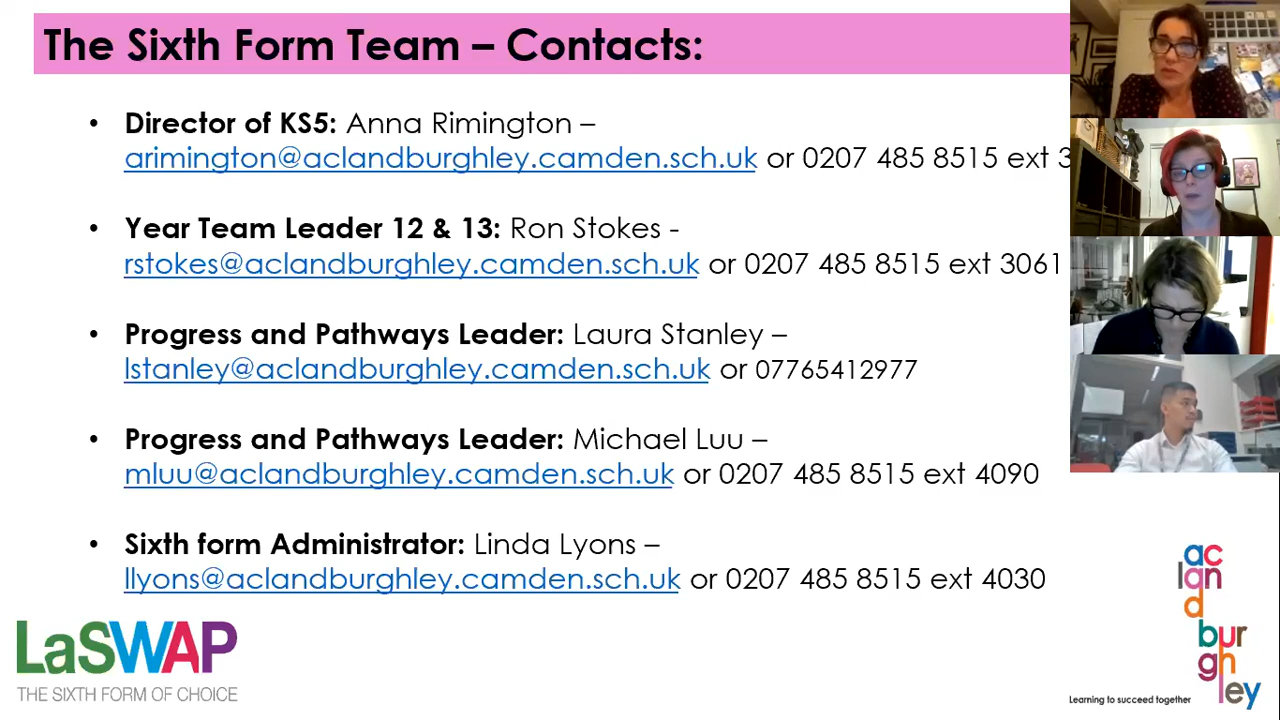 The Sixth Form Team – Contacts:
• Director of KS5: Anna Rimington –
arimington@aclandburghley.camden.sch.uk or 0207 485 8515 ext 3
• Year Team Leader 12 & 13: Ron Stokes -
rstokes@aclandburghley.camden.sch.uk or 0207 485 8515 ext 3061
• Progress and Pathways Leader: Laura Stanley –
lstanley@aclandburghley.camden.sch.uk or 07765412977
• Progress and Pathways Leader: Michael Luu –
mluu@aclandburghley.camden.sch.uk or 0207 485 8515 ext 4090
• Sixth form Administrator: Linda Lyons –
llyons@aclandburghley.camden.sch.uk or 0207 485 8515 ext 4030
LaSWAP
THE SIXTH FORM OF CHOICE
ac
lan
d
bur
gh
ley
Learning to succeed together